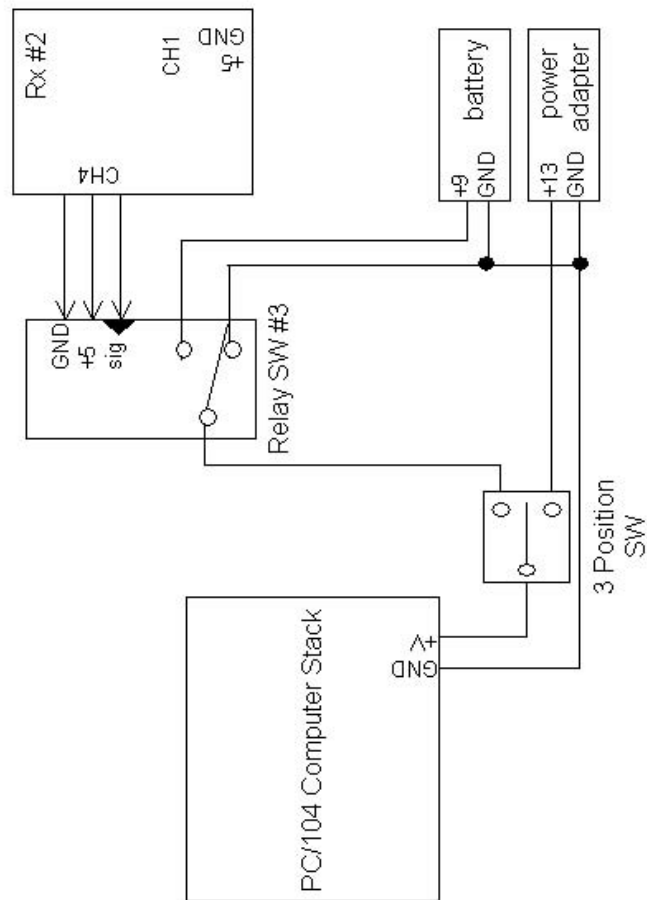 Rx #2
CH1
GND
+5
CH4
battery
+9
GND
power
adapter
+13
GND
GND
+5
sig
Relay SW #3
3 Position
SW
PC/104 Computer Stack
+V
GND